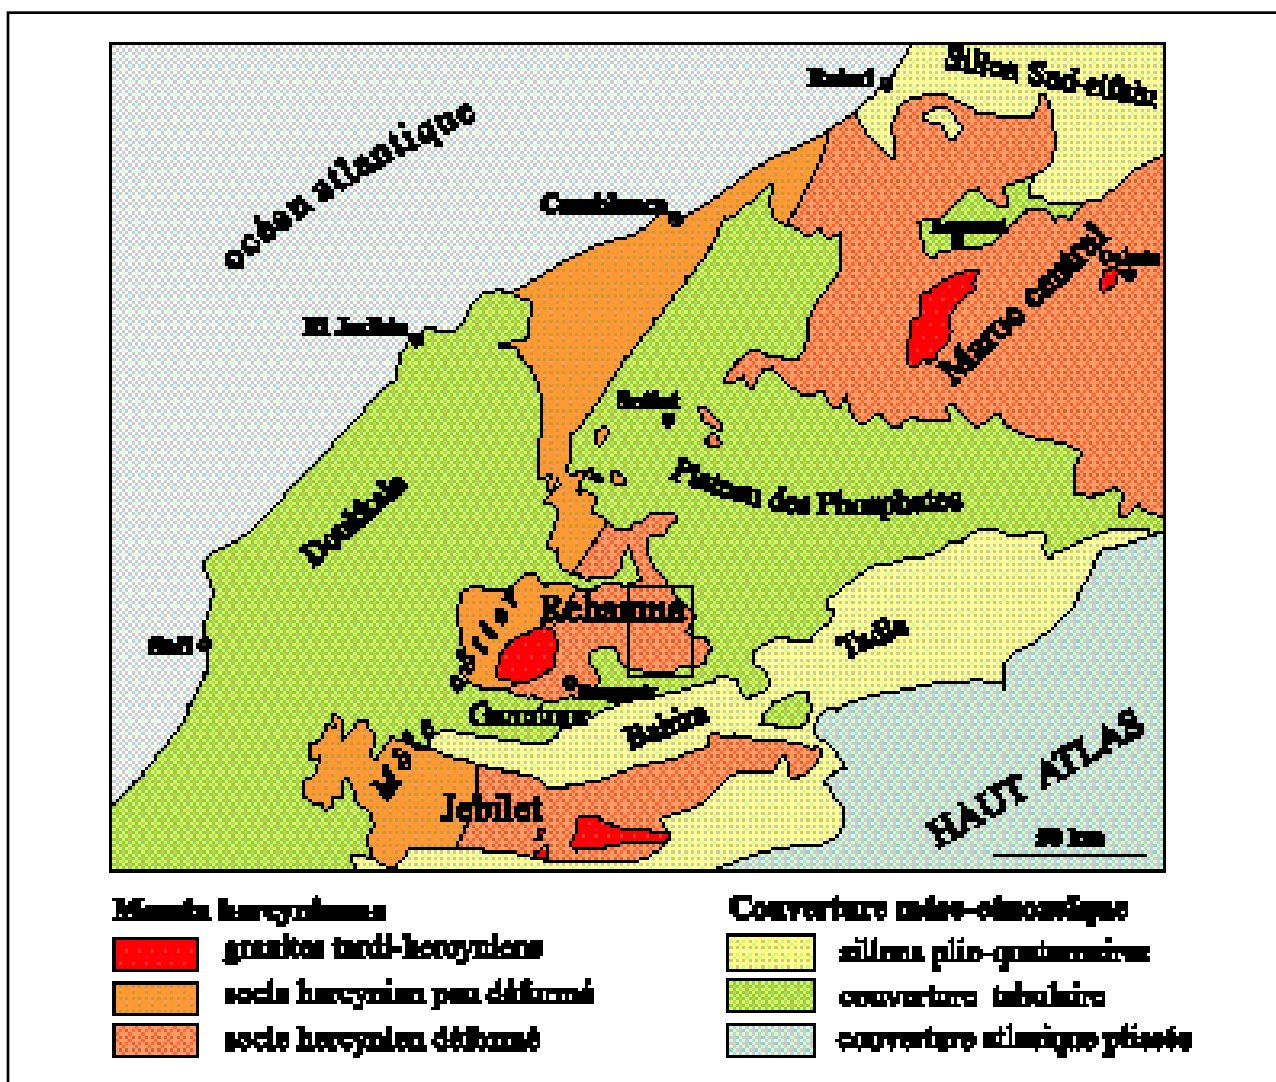 Rabat
Sillon Sud-rifain
océan atlantique
Casablanca
Maroc central
El Jadida
Settat
Plateau des Phosphates
Doukkala
Rehamna
Tadla
Safi
Gantour
Bahira
HAUT ATLAS
Jebilet
50 km
Massifs hercyniens
granites tardi-hercyniens
socle hercynien peu déformé
socle hercynien déformé
Couverture méso-cénozoïque
sillons plio-quaternaires
couverture tabulaire
couverture atlasique plissée